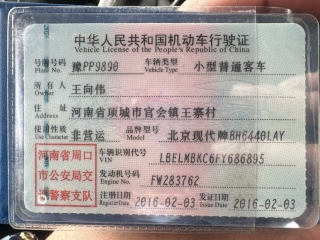 中华人民共和国机动车行驶证
Vehicle License of the People's Republic of China
号牌号码 豫PP9890 车辆类型 小型普通客车
Plate No. Vehicle Type
所有人 王向伟
Owner
住址 河南省项城市官会镇王寨村
Address
使用性质 非营运 品牌型号 北京现代牌BH6440LAY
Use Character Model
河南省周口市公安局交通警察支队
车辆识别代号 LBELMBKC6FY686895
VIN
发动机号码 FW283762
Engine No.
注册日期 2016-02-03 发证日期 2016-02-03
Register Date Issue Date